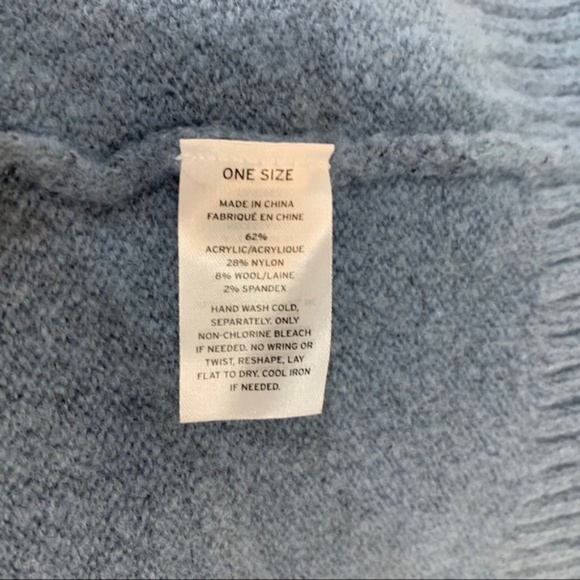 ONE SIZE
MADE IN CHINA
FABRIQUÉ EN CHINE
62%
ACRYLIC/ACRYLIQUE
28% NYLON
8% WOOL/LAINE
2% SPANDEX
HAND WASH COLD,
SEPARATELY. ONLY
NON-CHLORINE BLEACH
IF NEEDED. NO WRING OR
TWIST, RESHAPE, LAY
FLAT TO DRY. COOL IRON
IF NEEDED.